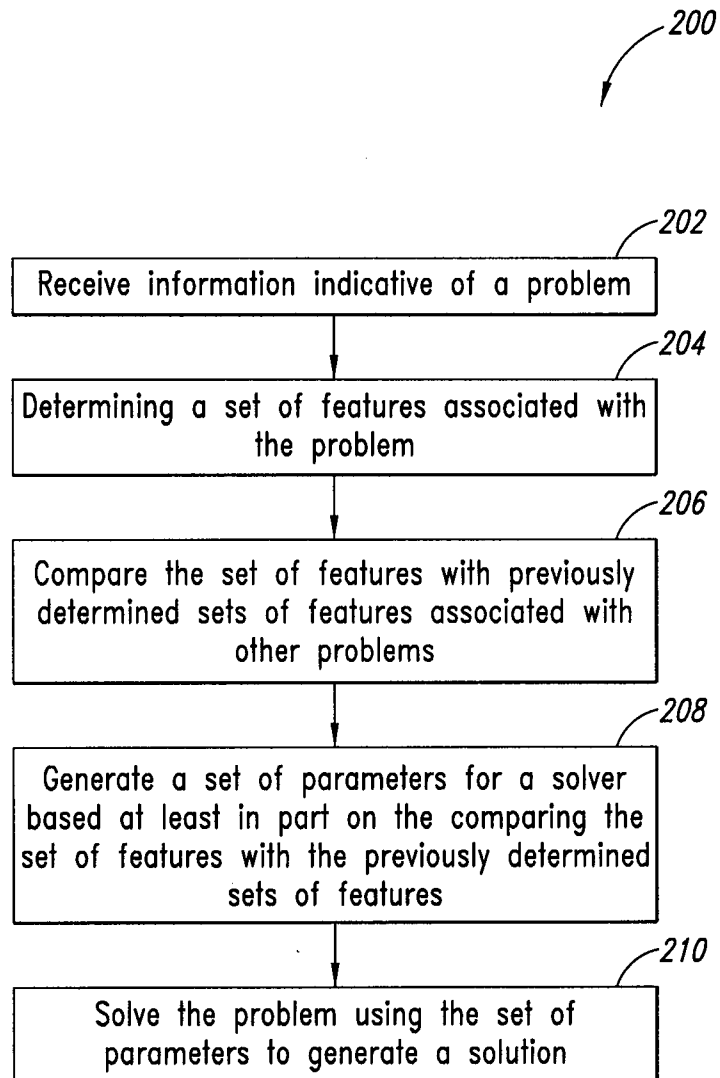 200
202
Receive information indicative of a problem
204
Determining a set of features associated with
the problem
206
Compare the set of features with previously
determined sets of features associated with
other problems
208
Generate a set of parameters for a solver
based at least in part on the comparing the
set of features with the previously determined
sets of features
210
Solve the problem using the set of
parameters to generate a solution